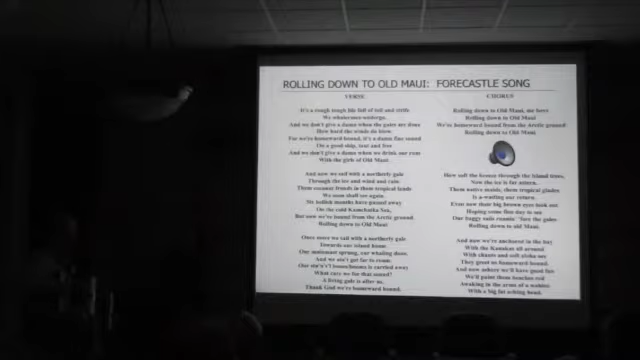 ROLLING DOWN TO OLD MAUI: FORECASTLE SONG
VERSE
It's a rough tough life full of toil and strife
We whalermen undergo.
And we don't give a damn when the gales are done
How hard the winds do blow.
For we're homeward bound, it's a damn fine sound
On a good ship, taut and free
And we don't give a damn when we drink our rum
With the girls of Old Maui.
And now we sail with a northerly gale
Through the ice and wind and rain.
Them coconut fronds in them tropical lands
We soon shall see again.
Six hellish months have passed away
On the cold Kamchatka Sea,
But now we're bound from the Arctic ground
Rolling down to Old Maui
Once more we sail with a northerly gale
Towards our island home.
Our mainmast sprung, our whaling done,
And we ain't got far to roam.
Our stu'n's'l is carried away
What care we for that sound?
A living gale is after us,
Thank God we're homeward bound.
CHORUS
Rolling down to Old Maui, me boys
Rolling down to Old Maui
We're homeward bound from the Arctic ground
Rolling down to Old Maui.
How soft the breeze through the island trees,
Now the ice is far astern.
Them native maids, them tropical glades
Is a-waiting our return.
Even now their big brown eyes look out
Hoping some fine day to see
Our baggy sails runnin' 'fore the gales
Rolling down to old Maui.
And now we're anchored in the bay
With the Kanakas all around
With chants and soft aloha oes
They greet us homeward bound.
And now ashore we'll have good fun
We'll paint them beaches red
Awaking in the arms of a wahine
With a big fat aching head.